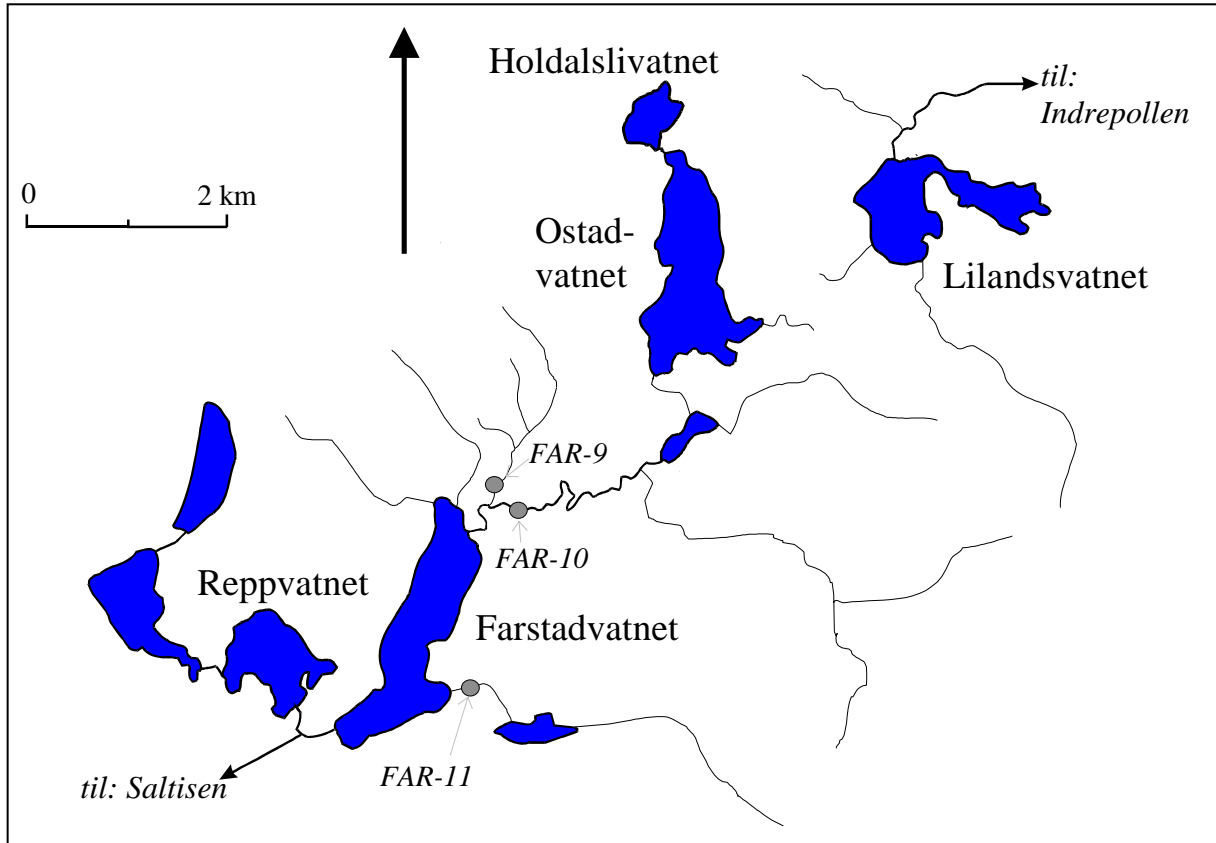 Holdalslivatnet
til:
Indrepollen
0 2 km
Ostad-
vatnet
Lilandsvatnet
FAR-9
FAR-10
Reppvatnet
Farstadvatnet
FAR-11
til: Saltisen